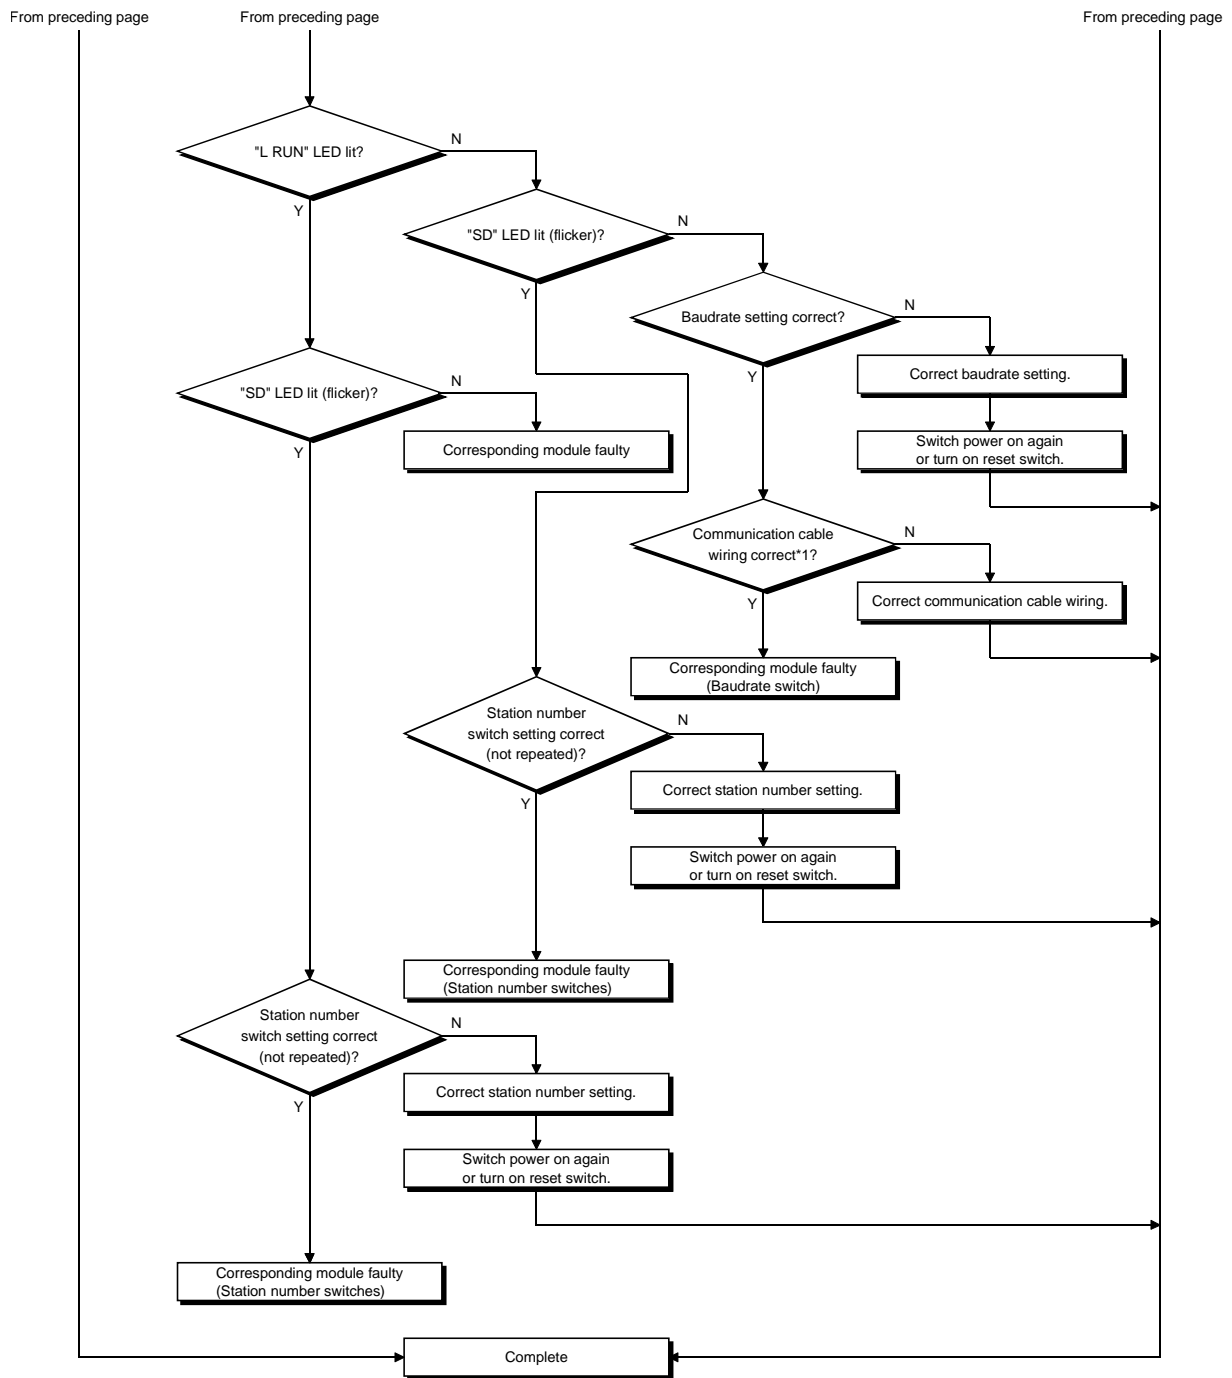 From preceding page
From preceding page
From preceding page
"L RUN" LED lit?
N
Y
"SD" LED lit (flicker)?
N
Y
Baudrate setting correct?
N
Y
Correct baudrate setting.
"SD" LED lit (flicker)?
N
Y
Corresponding module faulty
Switch power on again
or turn on reset switch.
Communication cable
wiring correct*1?
N
Y
Correct communication cable wiring.
Corresponding module faulty
(Baudrate switch)
Station number
switch setting correct
(not repeated)?
N
Y
Correct station number setting.
Switch power on again
or turn on reset switch.
Corresponding module faulty
(Station number switches)
Station number
switch setting correct
(not repeated)?
N
Y
Correct station number setting.
Switch power on again
or turn on reset switch.
Corresponding module faulty
(Station number switches)
Complete